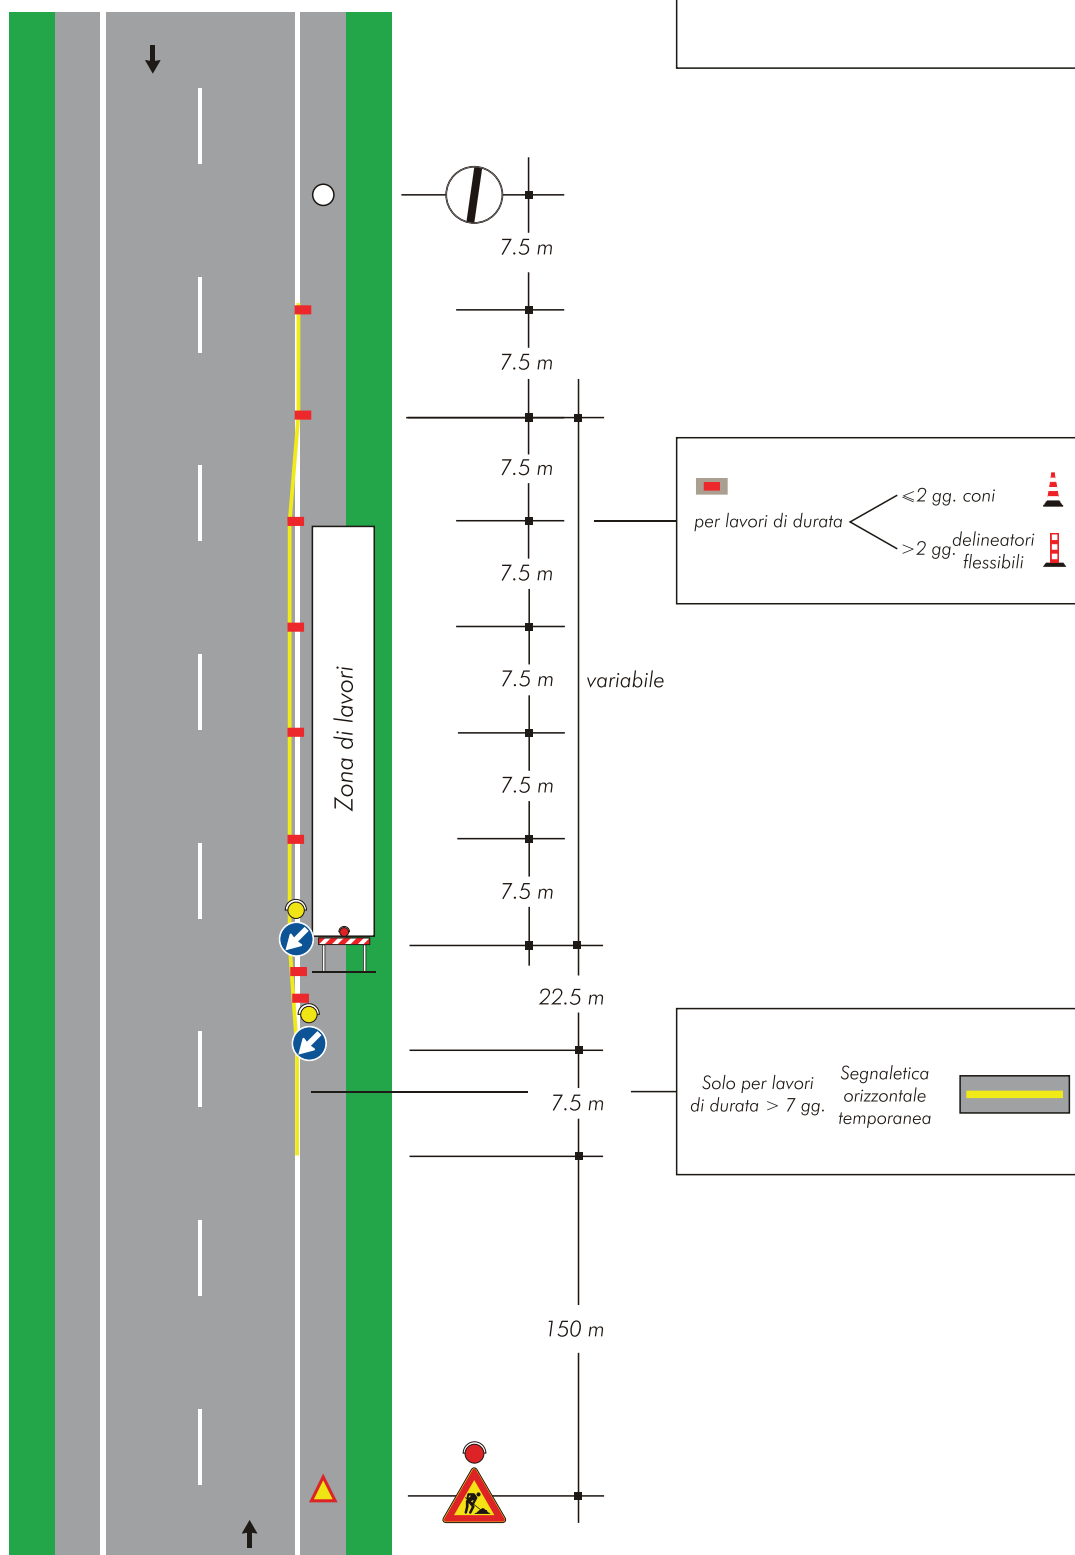 7.5 m
7.5 m
7.5 m
≤2 gg. coni
per lavori di durata
>2 gg. delineatori
flessibili
7.5 m
Zona di lavori
7.5 m
variabile
7.5 m
7.5 m
22.5 m
Solo per lavori
di durata > 7 gg.
Segnaletica
orizzontale
temporanea
7.5 m
150 m